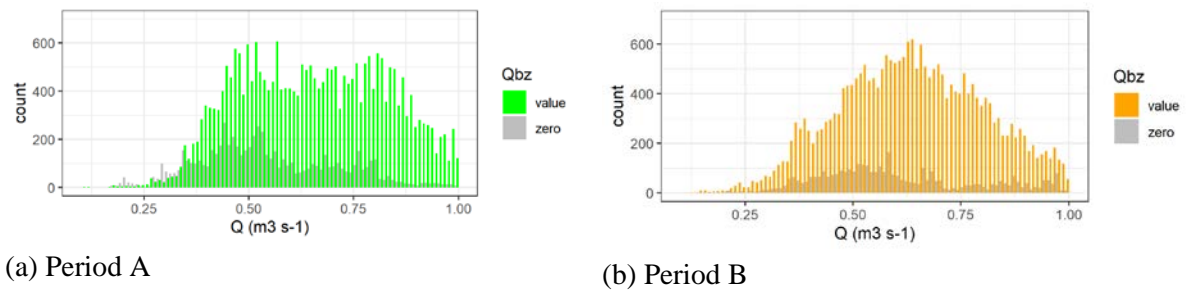 600
400
200
0
count
0.25
0.50
0.75
1.00
Q (m3 s-1)
Qbz
value
zero
(a) Period A
600
400
200
0
count
0.25
0.50
0.75
1.00
Q (m3 s-1)
Qbz
value
zero
(b) Period B